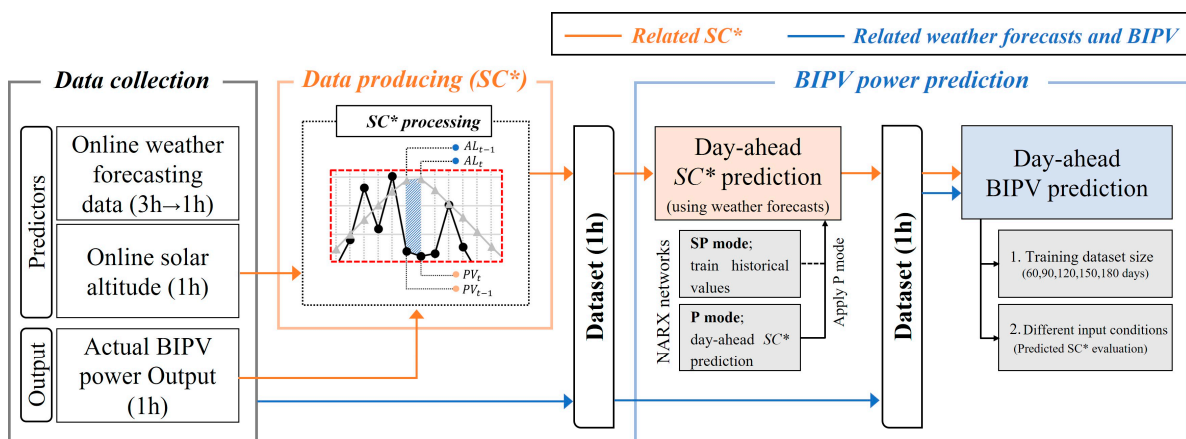 Related SC*
Related weather forecasts and BIPV
Data collection
Predictors
Online weather
forecasting
data (3h→1h)
Online solar
altitude (1h)
Output
Actual BIPV
power Output
(1h)
Data producing (SC*)
SC* processing
ALt−1
ALt
PVt
PVt−1
Dataset (1h)
BIPV power prediction
Day-ahead
SC* prediction
(using weather forecasts)
NARX networks
SP mode;
train historical
values
P mode;
day-ahead SC*
prediction
Apply P mode
Dataset (1h)
Day-ahead
BIPV prediction
1. Training dataset size
(60,90,120,150,180 days)
2. Different input conditions
(Predicted SC* evaluation)